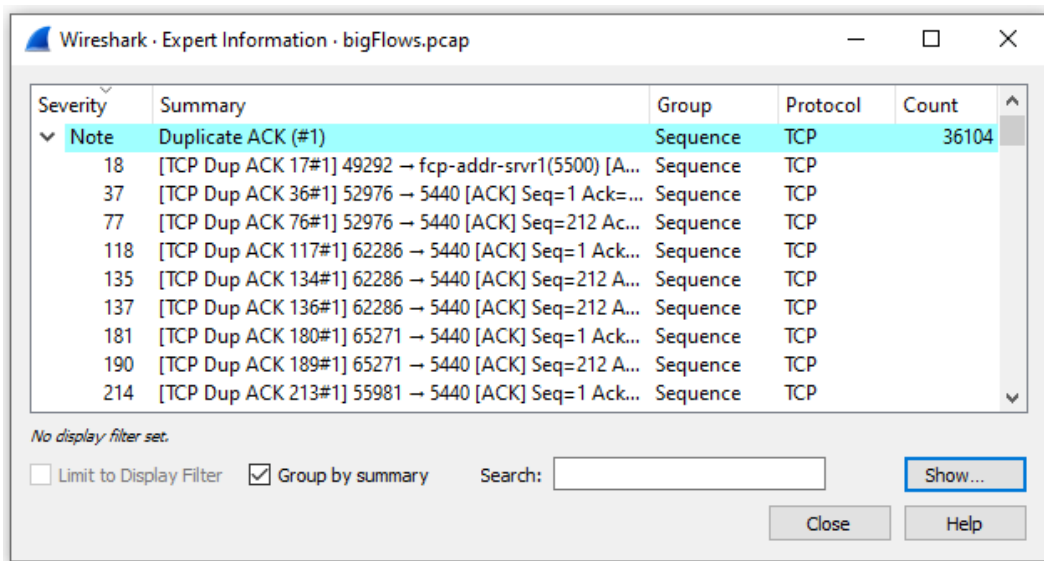 Wireshark · Expert Information · bigFlows.pcap
Severity Summary Group Protocol Count
Note Duplicate ACK (#1) Sequence TCP 36104
18 [TCP Dup ACK 17#1] 49292 → fcp-addr-srvr1(5500) [A... Sequence TCP
37 [TCP Dup ACK 36#1] 52976 → 5440 [ACK] Seq=1 Ack=... Sequence TCP
77 [TCP Dup ACK 76#1] 52976 → 5440 [ACK] Seq=212 Ac... Sequence TCP
118 [TCP Dup ACK 117#1] 62286 → 5440 [ACK] Seq=1 Ack... Sequence TCP
135 [TCP Dup ACK 134#1] 62286 → 5440 [ACK] Seq=212 A... Sequence TCP
137 [TCP Dup ACK 136#1] 62286 → 5440 [ACK] Seq=212 A... Sequence TCP
181 [TCP Dup ACK 180#1] 65271 → 5440 [ACK] Seq=1 Ack... Sequence TCP
190 [TCP Dup ACK 189#1] 65271 → 5440 [ACK] Seq=212 A... Sequence TCP
214 [TCP Dup ACK 213#1] 55981 → 5440 [ACK] Seq=1 Ack... Sequence TCP
No display filter set.
Limit to Display Filter Group by summary Search: Show...
Close Help